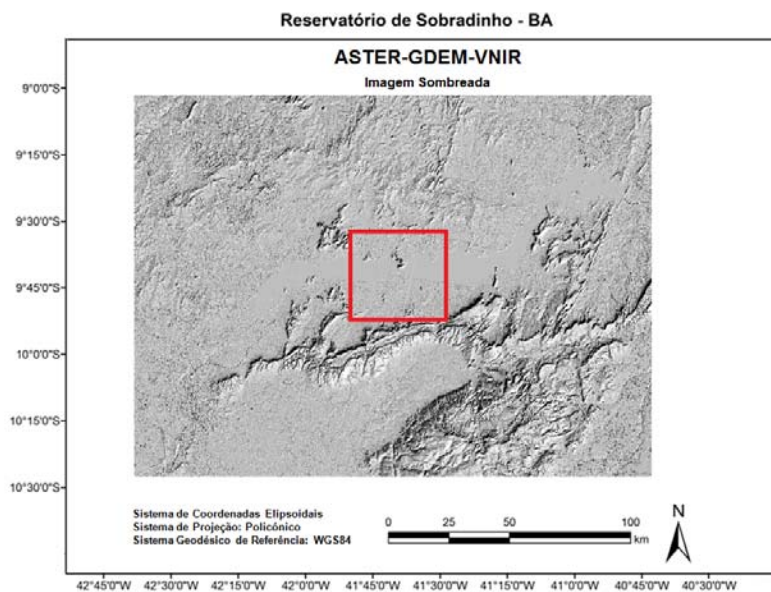 Reservatório de Sobradinho - BA
ASTER-GDEM-VNIR
Imagem Sombreada
9°0'0"S
9°15'0"S
9°30'0"S
9°45'0"S
10°0'0"S
10°15'0"S
10°30'0"S
Sistema de Coordenadas Elipsoidais
Sistema de Projeção: Policônico
Sistema Geodésico de Referência: WGS84
0 25 50 100
km
N
42°45'0"W 42°30'0"W 42°15'0"W 42°0'0"W 41°45'0"W 41°30'0"W 41°15'0"W 41°0'0"W 40°45'0"W 40°30'0"W